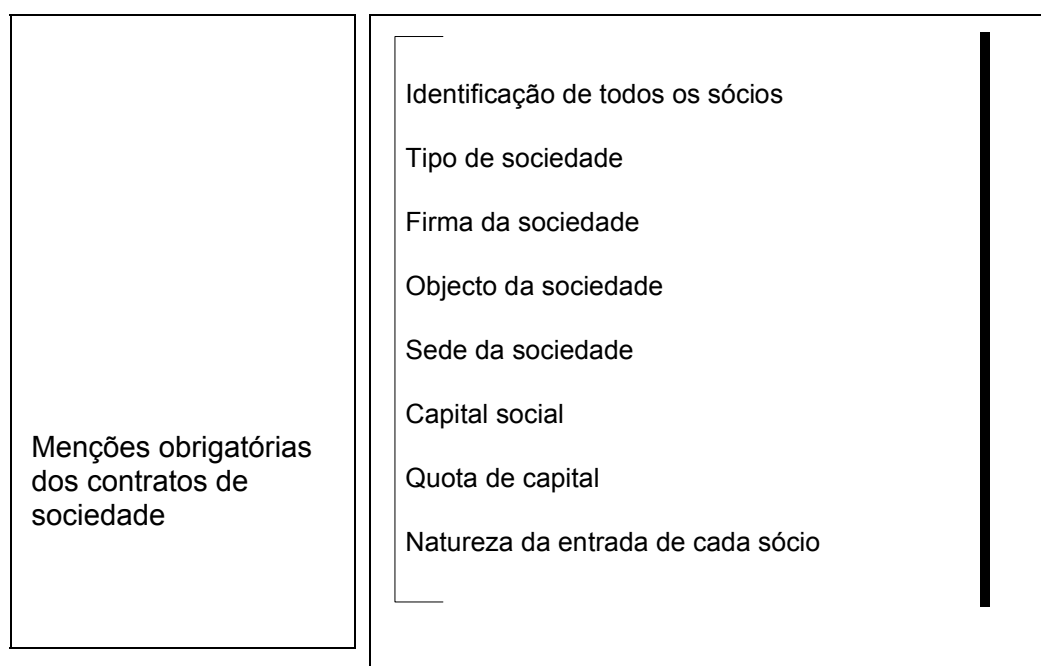 Menções obrigatórias
dos contratos de
sociedade
Identificação de todos os sócios
Tipo de sociedade
Firma da sociedade
Objecto da sociedade
Sede da sociedade
Capital social
Quota de capital
Natureza da entrada de cada sócio